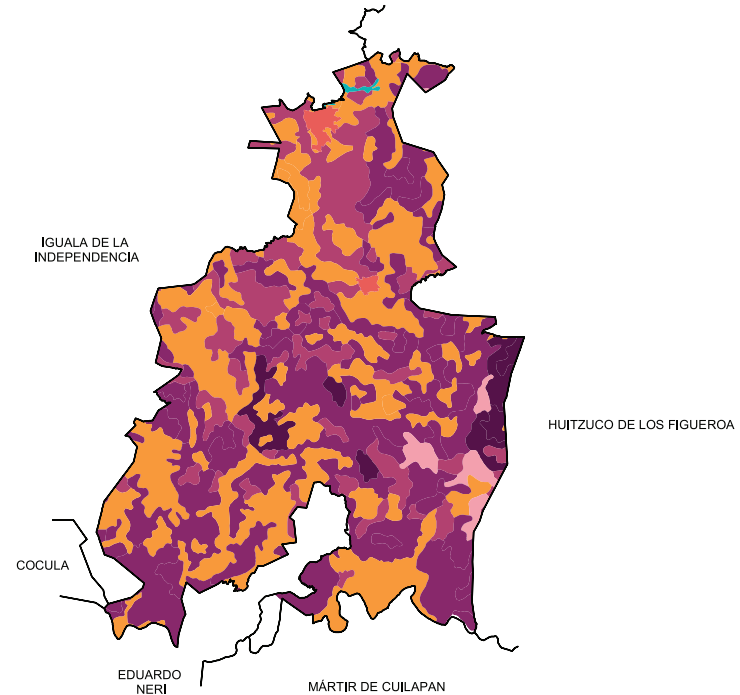 IGUALA DE LA
INDEPENDENCIA
HUITZUCO DE LOS FIGUEROA
COCULA
EDUARDO
NERI
MÁRTIR DE CUILAPAN